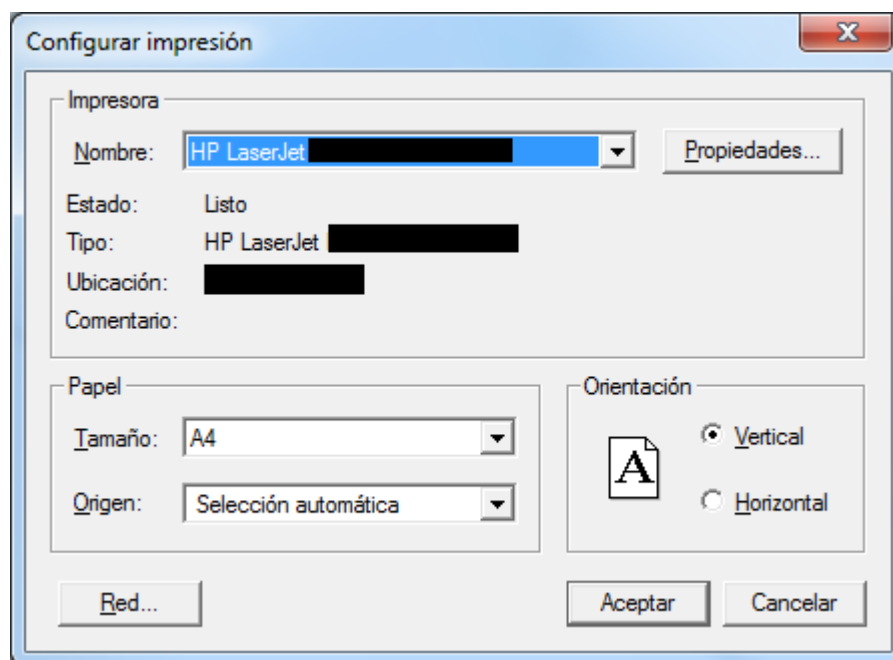 Configurar impresión
Impresora
Nombre: HP LaserJet
Propiedades...
Estado: Listo
Tipo: HP LaserJet
Ubicación:
Comentario:
Papel
Tamaño: A4
Origen: Selección automática
Orientación
A
Vertical
Horizontal
Red...
Aceptar
Cancelar